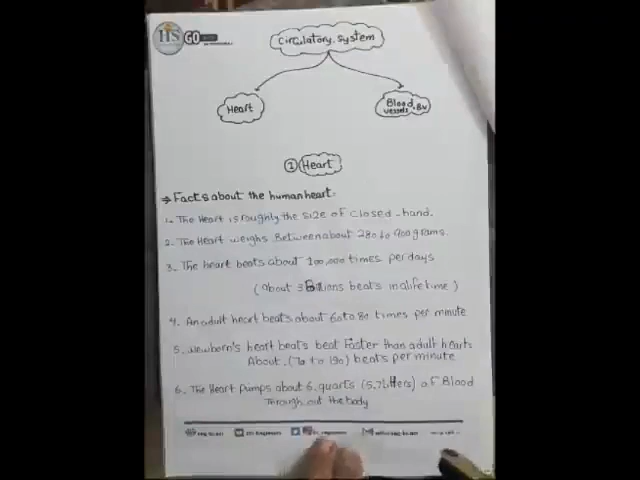 HS
GO
Circulatory system
Heart
Blood vessels.Bv
1 Heart
⇒ Facts about the human heart:
1- The Heart is roughly the size of closed-hand.
2- The Heart weighs Between about 280 to 400 grams.
3- The heart beats about 100,000 times per days
(about 3 Billions beats in a lifetime)
4- An adult heart beats about 60 to 80 times per minute
5. Newborn's heart beats beat Faster than adult hearts
About (70 to 190) beats per minute
6. The Heart Pumps about 6 quarts (5.7 litters) of Blood
Through out the body